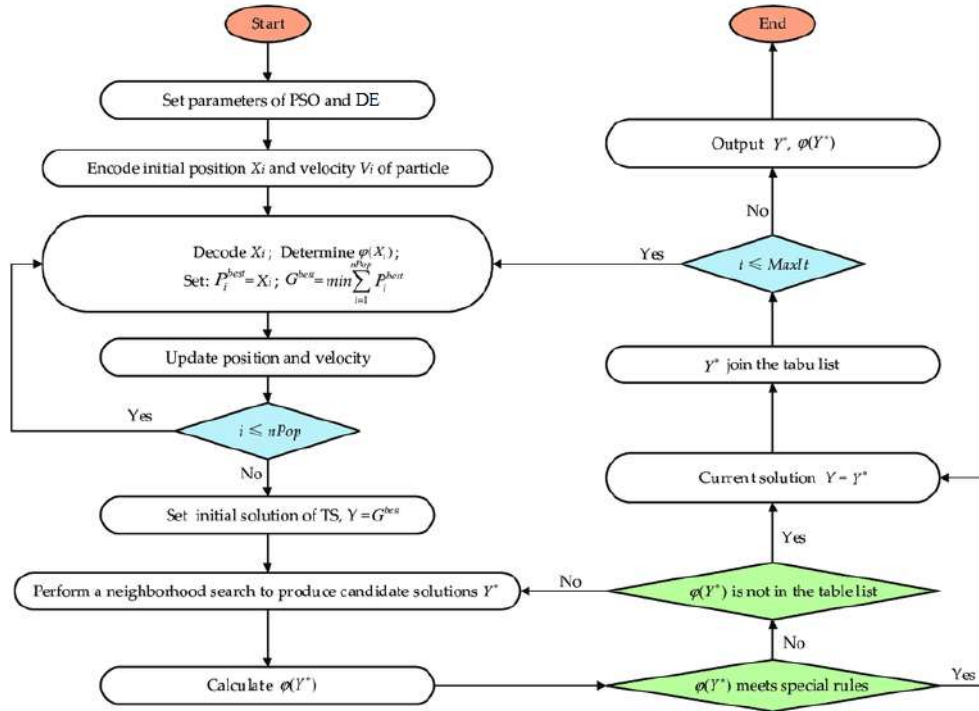 Start
Set parameters of PSO and DE
Encode initial position Xi and velocity Vi of particle
Decode Xi; Determine φ(Xi);
Set: P_i^best = Xi; G^best = min ∑_{i=1}^{nPop} P_i^best
Update position and velocity
Yes
i ≤ nPop
No
Set initial solution of TS, Y = G^best
Perform a neighborhood search to produce candidate solutions Y*
Calculate φ(Y*)
φ(Y*) meets special rules
Yes
No
φ(Y*) is not in the table list
No
Yes
Current solution Y = Y*
Y* join the tabu list
t ≤ MaxIt
Yes
No
Output Y*, φ(Y*)
End